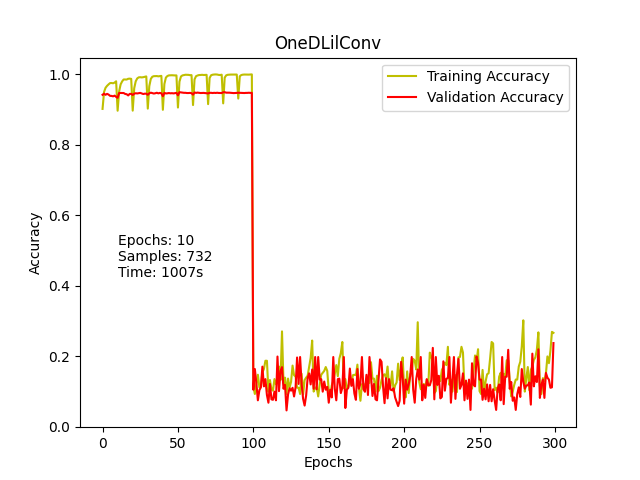 OneDLilConv
Training Accuracy
Validation Accuracy
1.0
0.8
0.6
0.4
0.2
0.0
Accuracy
Epochs: 10
Samples: 732
Time: 1007s
0
50
100
150
200
250
300
Epochs